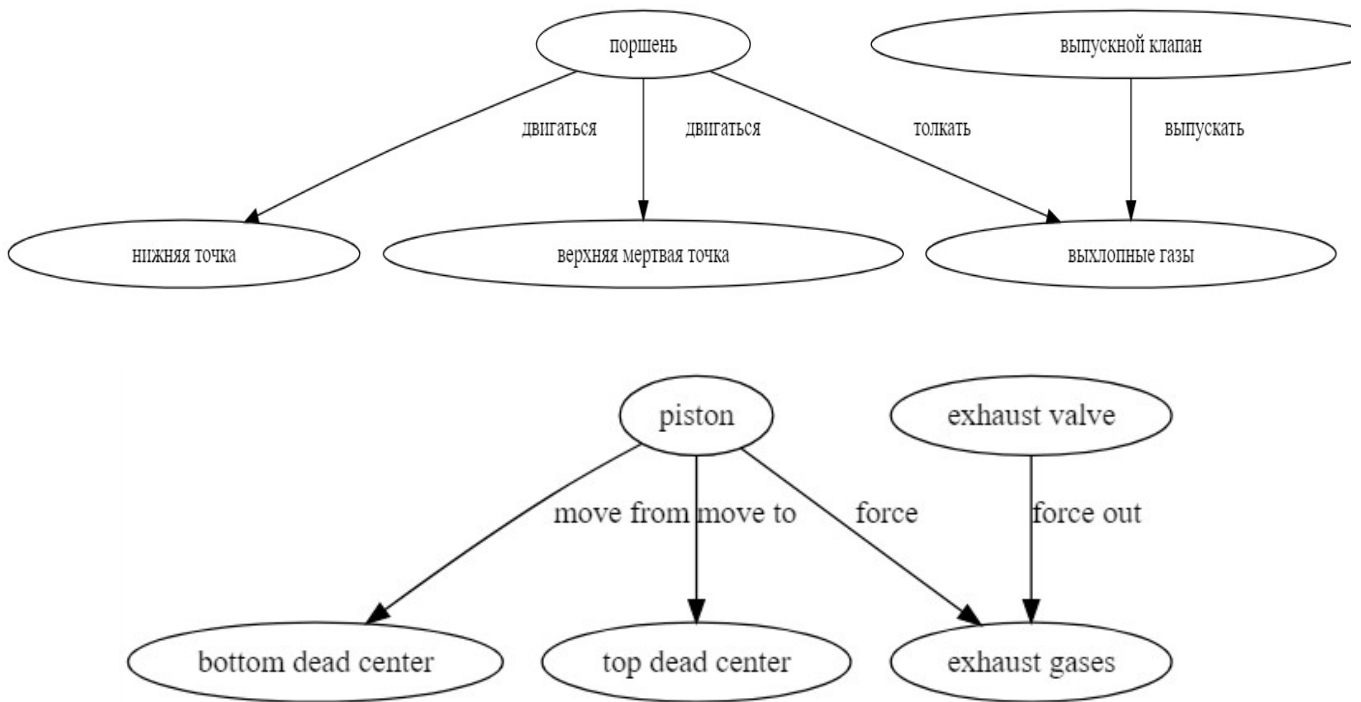 поршень
выпускной клапан
двигаться
двигаться
толкать
выпускать
нижняя точка
верхняя мертвая точка
выхлопные газы
piston
exhaust valve
move from
move to
force
force out
bottom dead center
top dead center
exhaust gases